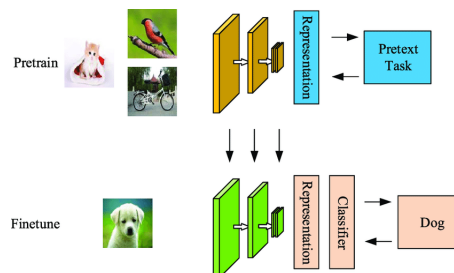 Pretrain
Representation
Pretext
Task
Finetune
Representation
Classifier
Dog